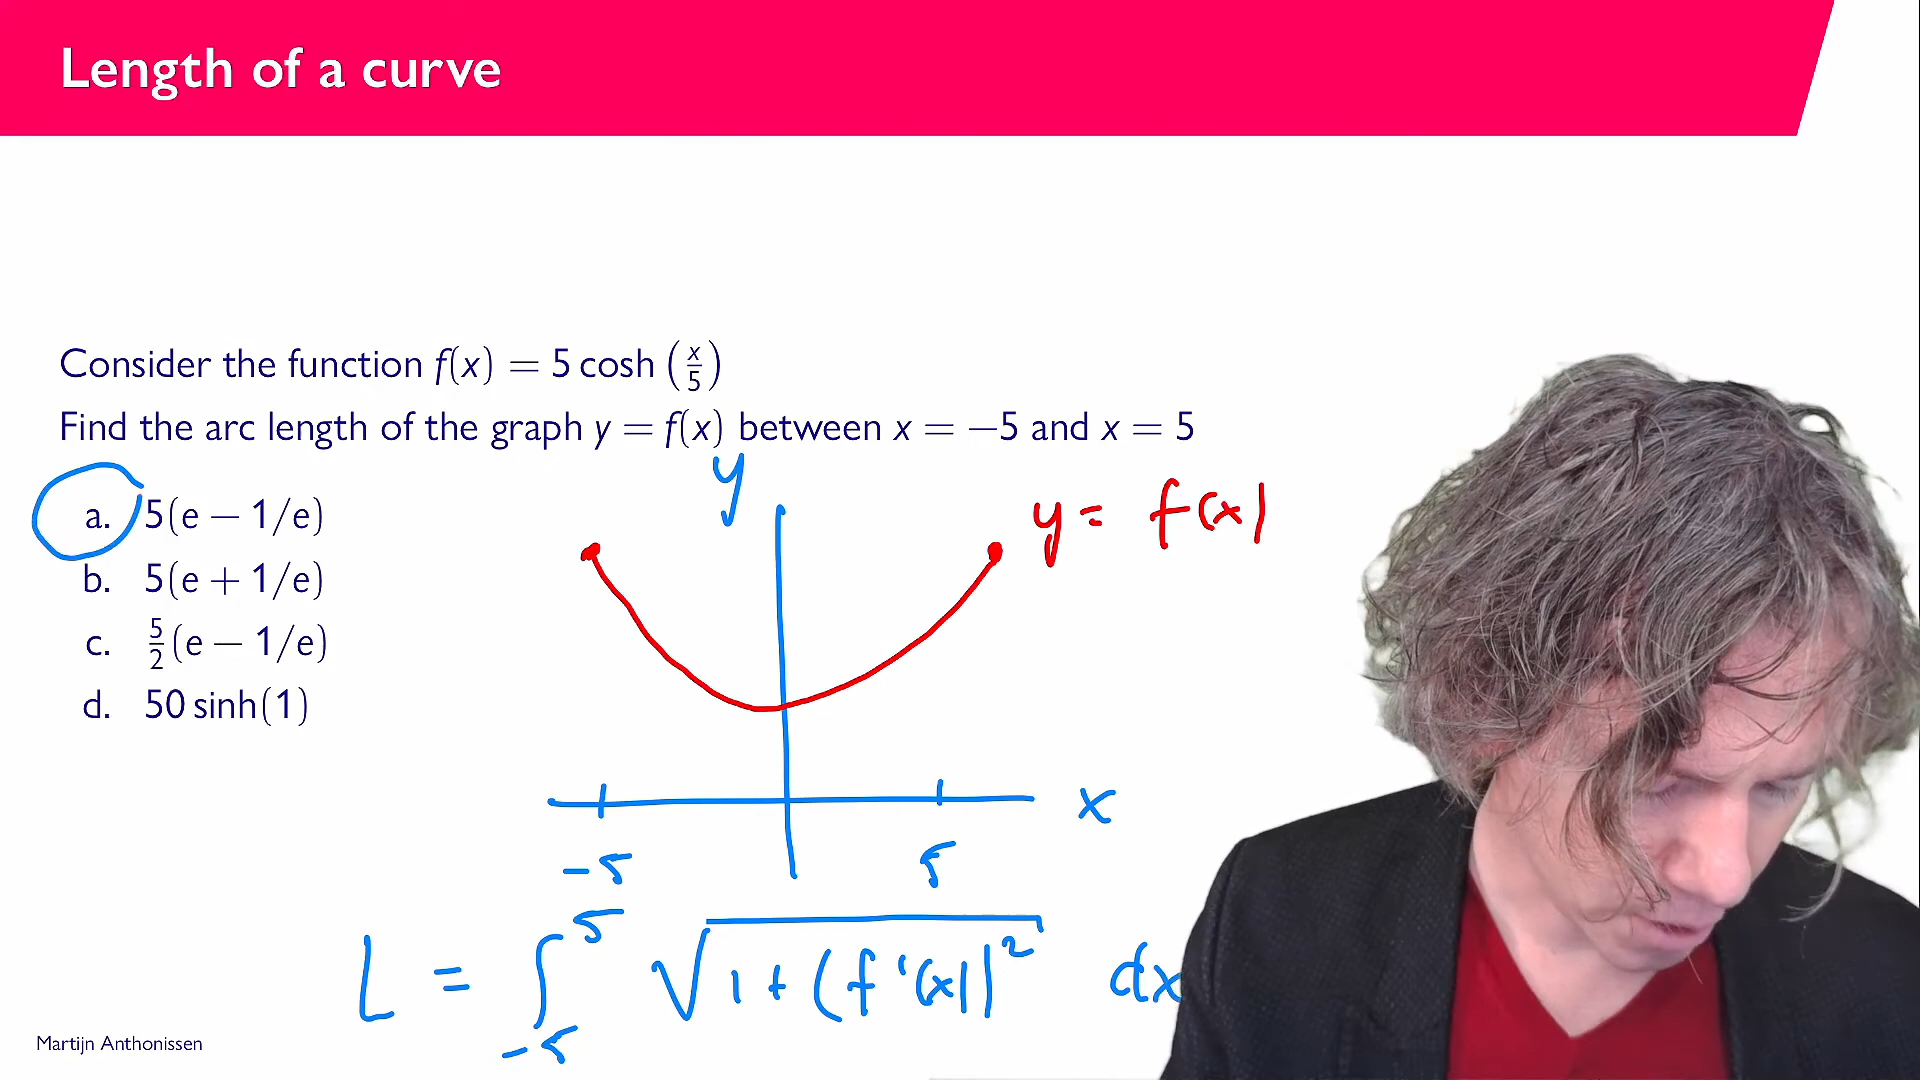 Length of a curve
Consider the function f(x) = 5 cosh (x/5)
Find the arc length of the graph y = f(x) between x = −5 and x = 5
a. 5(e − 1/e)
b. 5(e + 1/e)
c. 5/2(e − 1/e)
d. 50 sinh(1)
y
y = f(x)
x
-5
5
L = ∫_{-5}^{5} √(1 + (f'(x))²) dx
Martijn Anthonissen